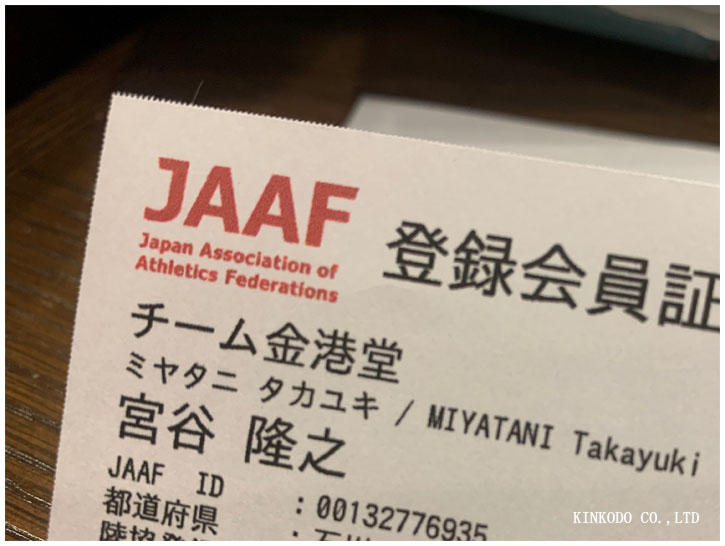 JAAF
Japan Association of
Athletics Federations
登録会員証
チーム金港堂
ミヤタニ タカユキ / MIYATANI Takayuki
宮谷 隆之
JAAF ID : 00132776935
都道府県 : 石川
KINKODO CO.,LTD